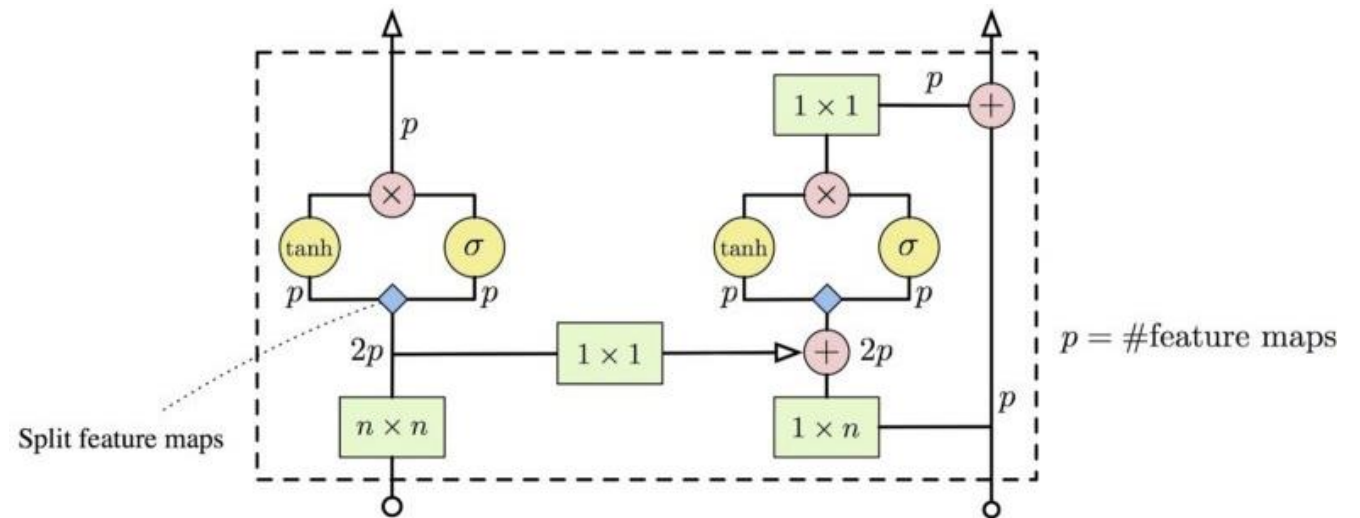 p
1 × 1
p
+
×
×
tanh
σ
tanh
σ
p
p
p
p
2p
1 × 1
+
2p
p = #feature maps
p
n × n
1 × n
Split feature maps